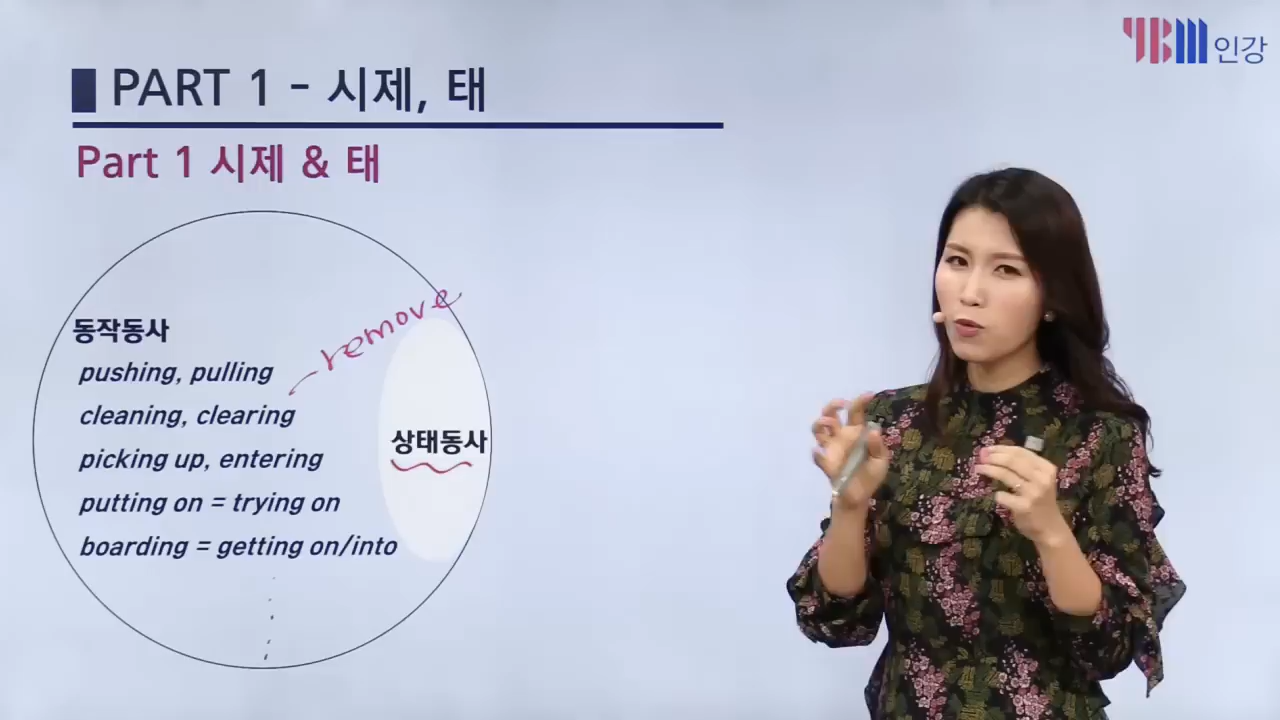 YBM 인강
PART 1 - 시제, 태
Part 1 시제 & 태
remove
동작동사
pushing, pulling
cleaning, clearing
상태동사
picking up, entering
putting on = trying on
boarding = getting on/into